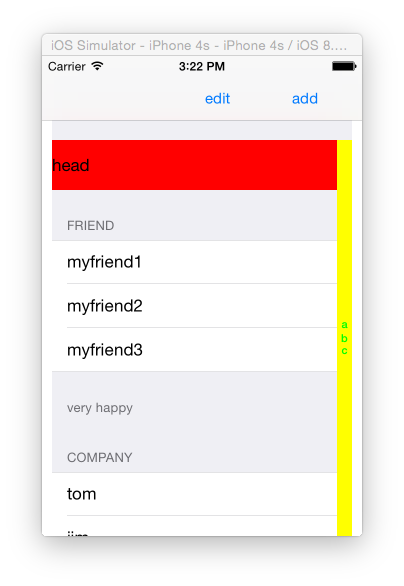 iOS Simulator - iPhone 4s - iPhone 4s / iOS 8....
Carrier 3:22 PM
edit add
head
FRIEND
myfriend1
myfriend2
myfriend3
a
b
c
very happy
COMPANY
tom